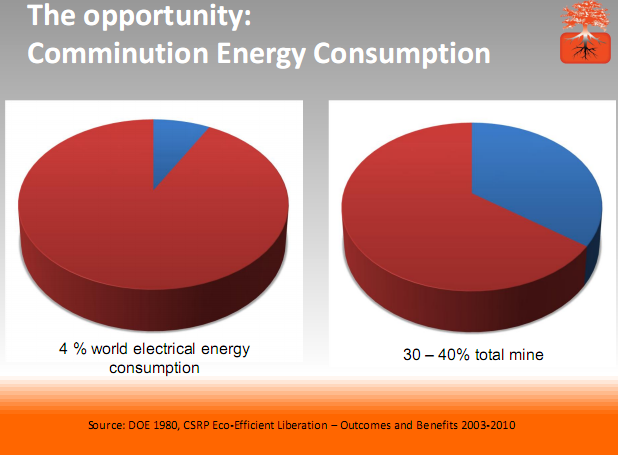 The opportunity:
Comminution Energy Consumption
4 % world electrical energy
consumption
30 – 40% total mine
Source: DOE 1980, CSRP Eco-Efficient Liberation – Outcomes and Benefits 2003-2010